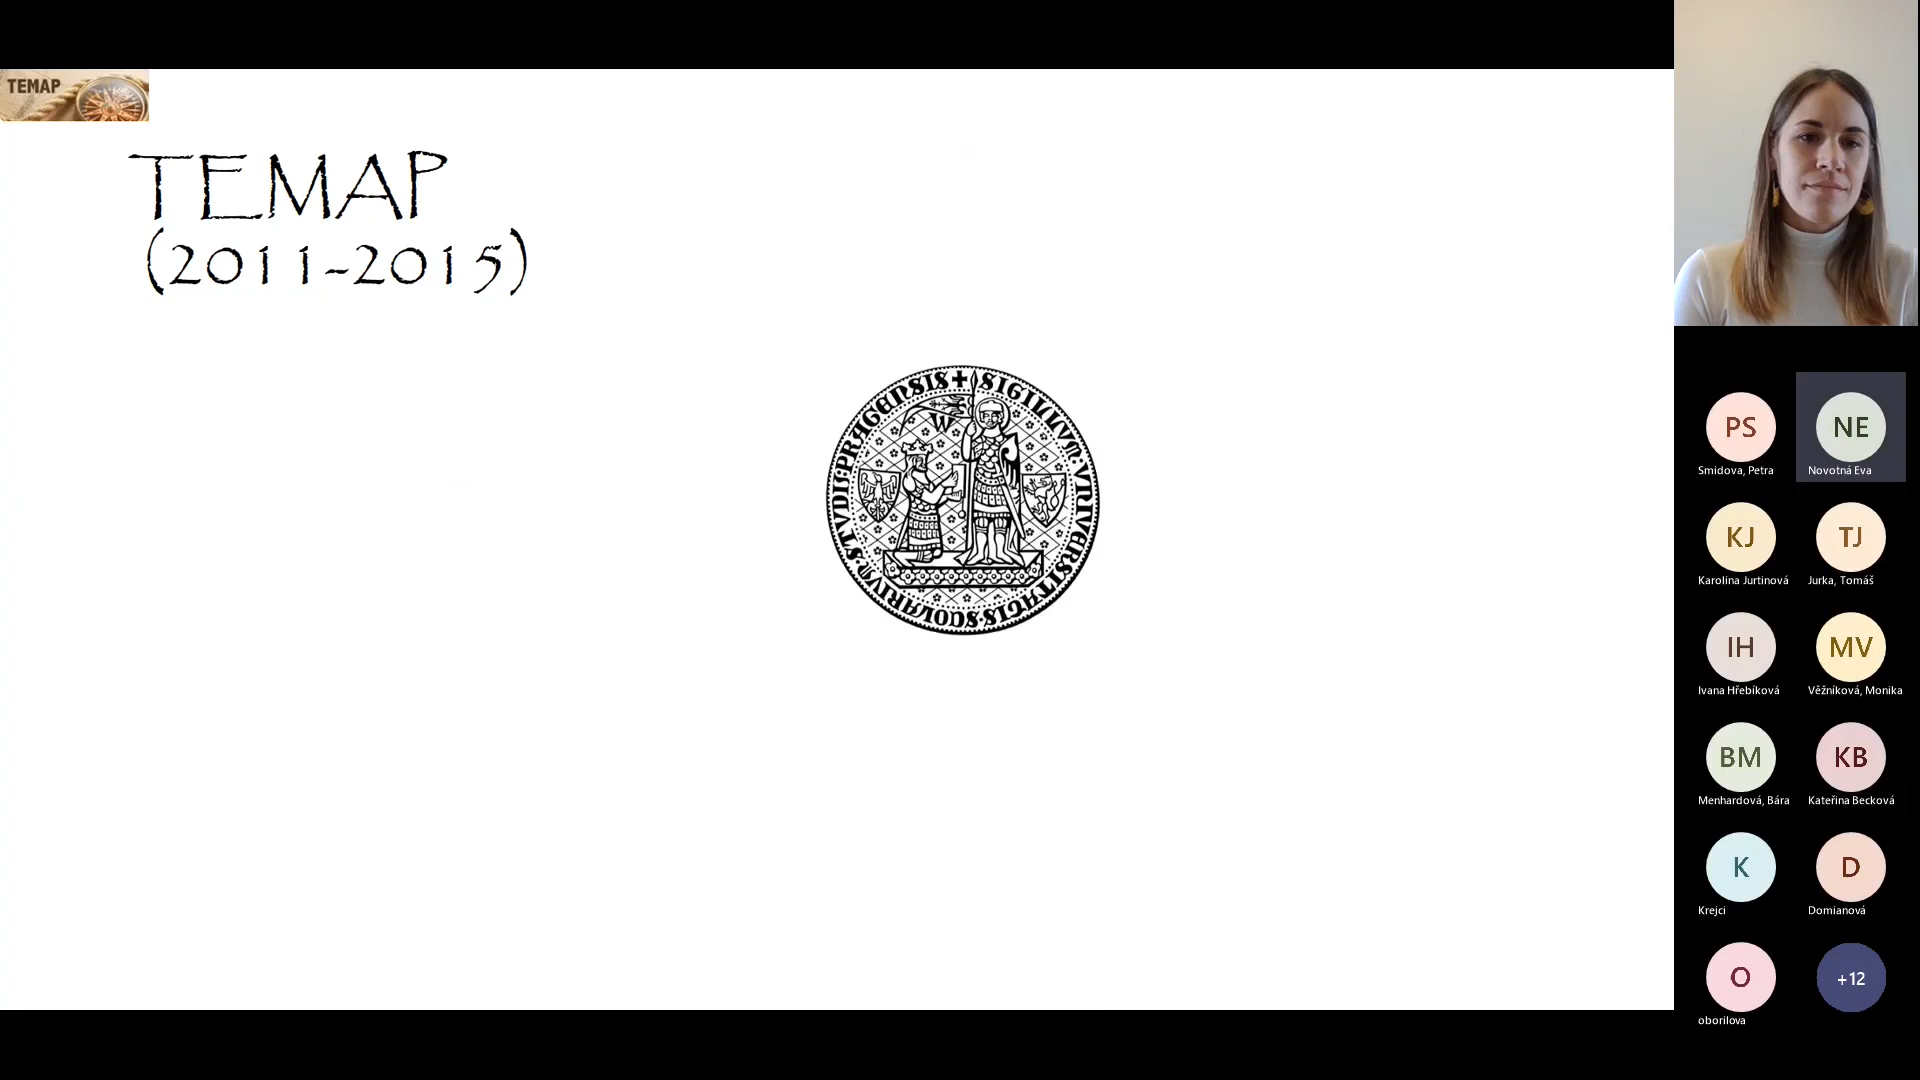 TEMAP
TEMAP
(2011-2015)
SIGILLVM·VNIVERSITATIS·SCOLARIVM·STVDII·PRAGENSIS
W
PS
Smidova, Petra
NE
Novotná Eva
KJ
Karolina Jurtinová
TJ
Jurka, Tomáš
IH
Ivana Hřebíková
MV
Věžníková, Monika
BM
Menhardová, Bára
KB
Kateřina Becková
K
Krejci
D
Domianová
O
oborilova
+12